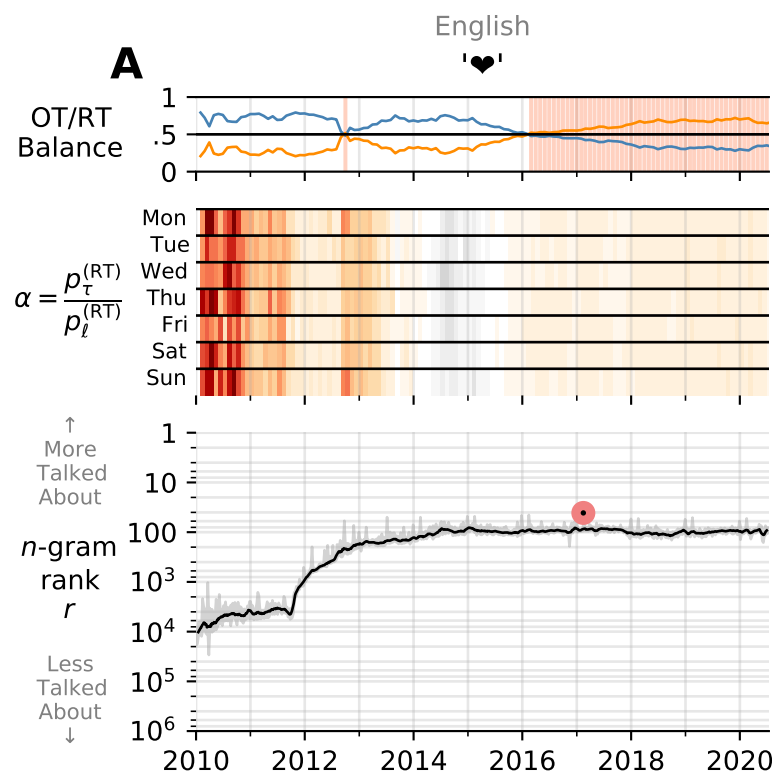 English
A
'❤'
OT/RT
Balance
1
.5
0
Mon
Tue
Wed
Thu
Fri
Sat
Sun
α = p_τ^(RT) / p_ℓ^(RT)
↑
More
Talked
About
n-gram
rank
r
Less
Talked
About
↓
1
10
100
10³
10⁴
10⁵
10⁶
2010 2012 2014 2016 2018 2020